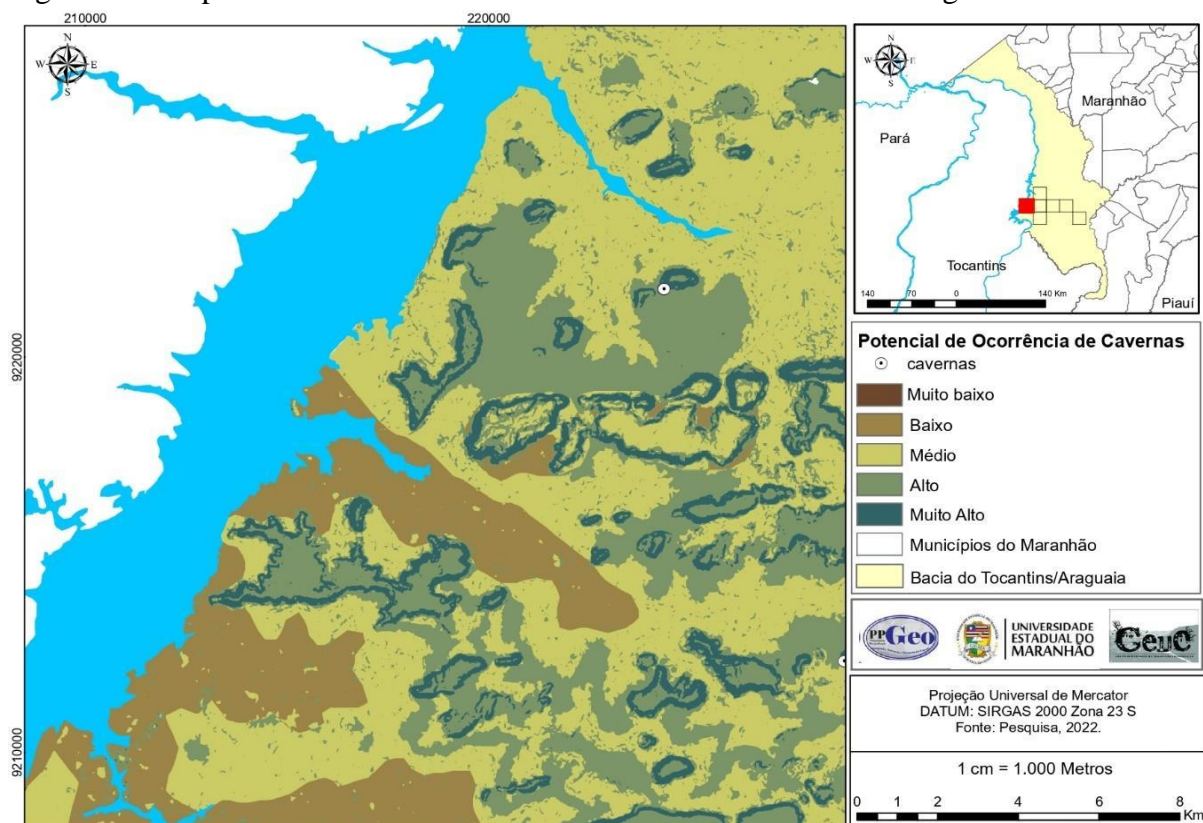 210000
220000
N
W E
S
9220000
9210000
N
W E
S
Maranhão
Pará
Tocantins
Piauí
140 70 0 140 Km
Potencial de Ocorrência de Cavernas
cavernas
Muito baixo
Baixo
Médio
Alto
Muito Alto
Municípios do Maranhão
Bacia do Tocantins/Araguaia
PPGeo
UNIVERSIDADE
ESTADUAL DO
MARANHÃO
Projeção Universal de Mercator
DATUM: SIRGAS 2000 Zona 23 S
Fonte: Pesquisa, 2022.
1 cm = 1.000 Metros
0 1 2 4 6 8
Km